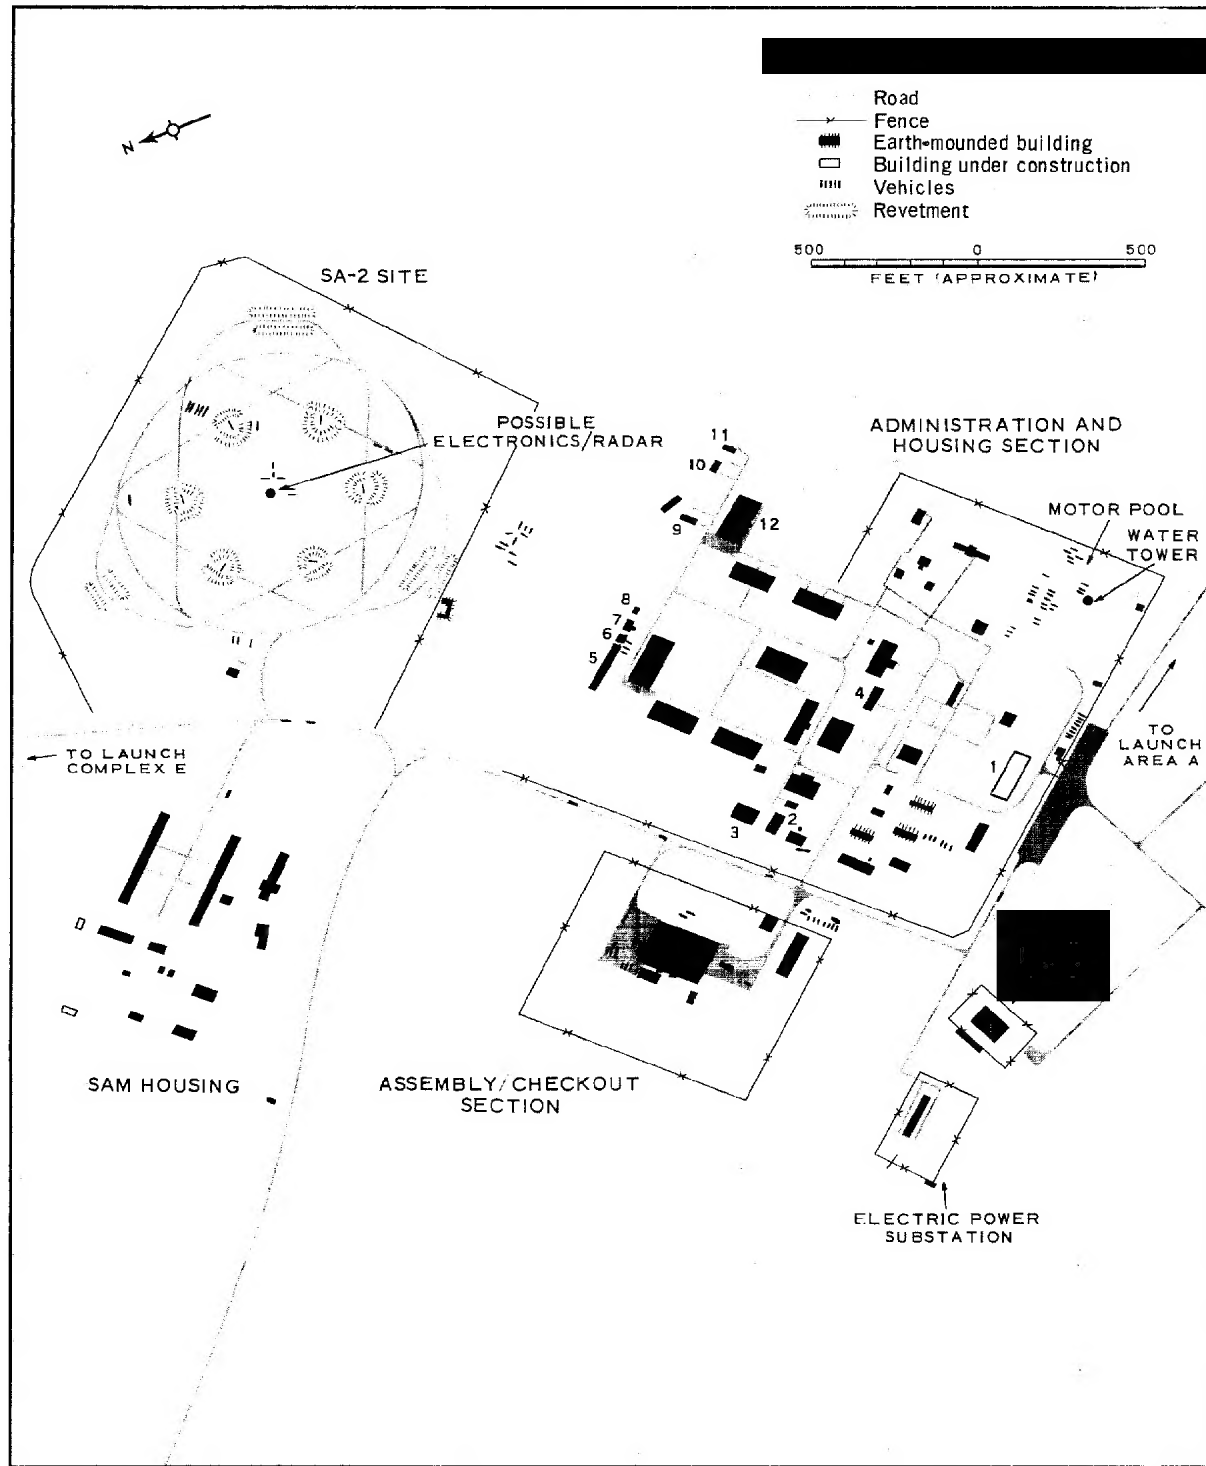 Road
Fence
Earth-mounded building
Building under construction
Vehicles
Revetment
500 0 500
FEET (APPROXIMATE)
N
SA-2 SITE
POSSIBLE
ELECTRONICS/RADAR
ADMINISTRATION AND
HOUSING SECTION
MOTOR POOL
WATER
TOWER
11
10
9
12
8
7
6
5
4
1
2
3
TO LAUNCH
COMPLEX E
TO
LAUNCH
AREA A
SAM HOUSING
ASSEMBLY/CHECKOUT
SECTION
ELECTRIC POWER
SUBSTATION